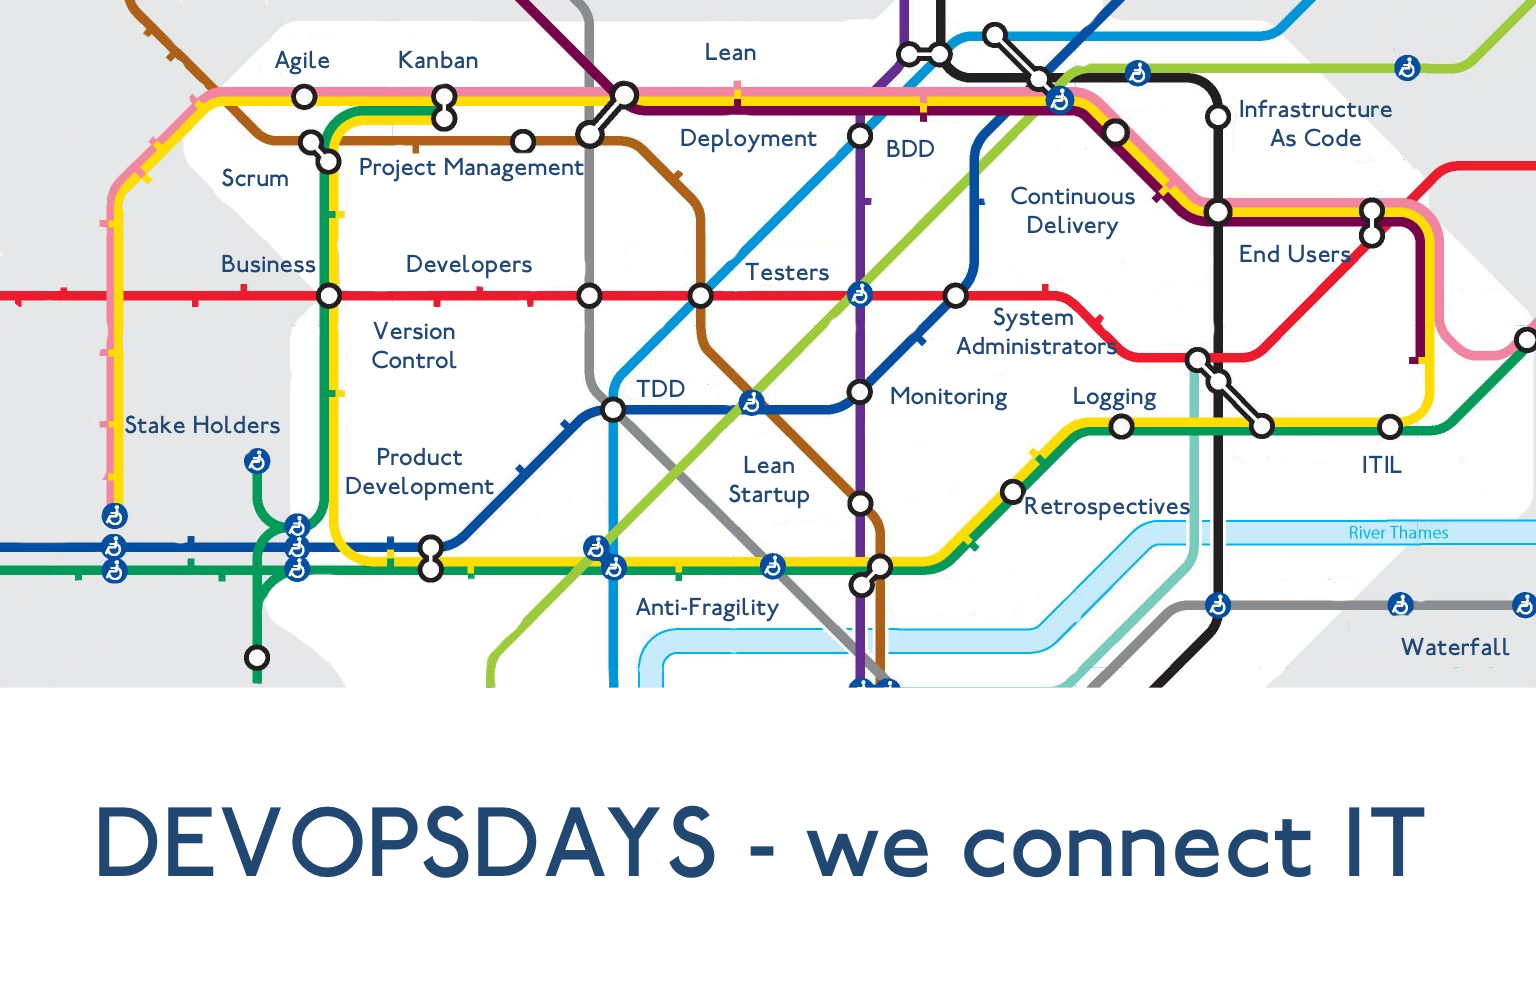 Agile
Kanban
Lean
Infrastructure
As Code
Deployment
BDD
Scrum
Project Management
Continuous
Delivery
Business
Developers
Testers
End Users
Version
Control
System
Administrators
TDD
Monitoring
Logging
Stake Holders
Product
Development
Lean
Startup
ITIL
Retrospectives
River Thames
Anti-Fragility
Waterfall
DEVOPSDAYS - we connect IT